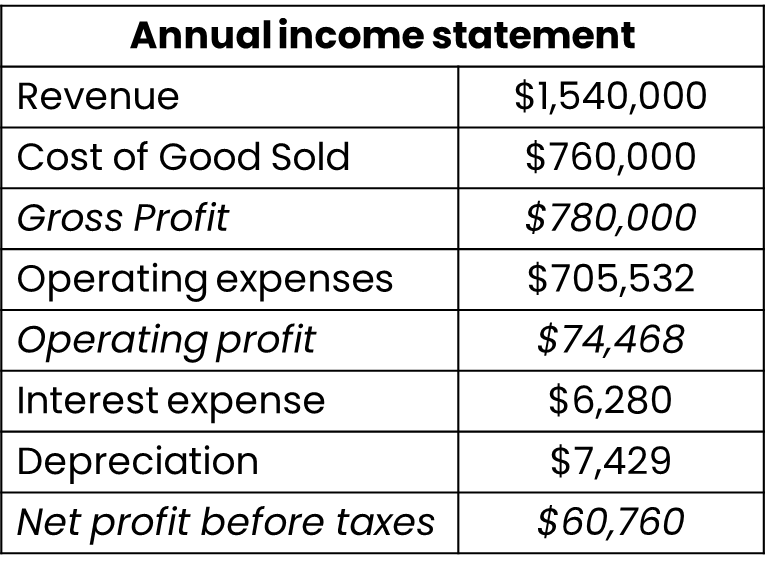 Annual income statement
Revenue $1,540,000
Cost of Good Sold $760,000
Gross Profit $780,000
Operating expenses $705,532
Operating profit $74,468
Interest expense $6,280
Depreciation $7,429
Net profit before taxes $60,760